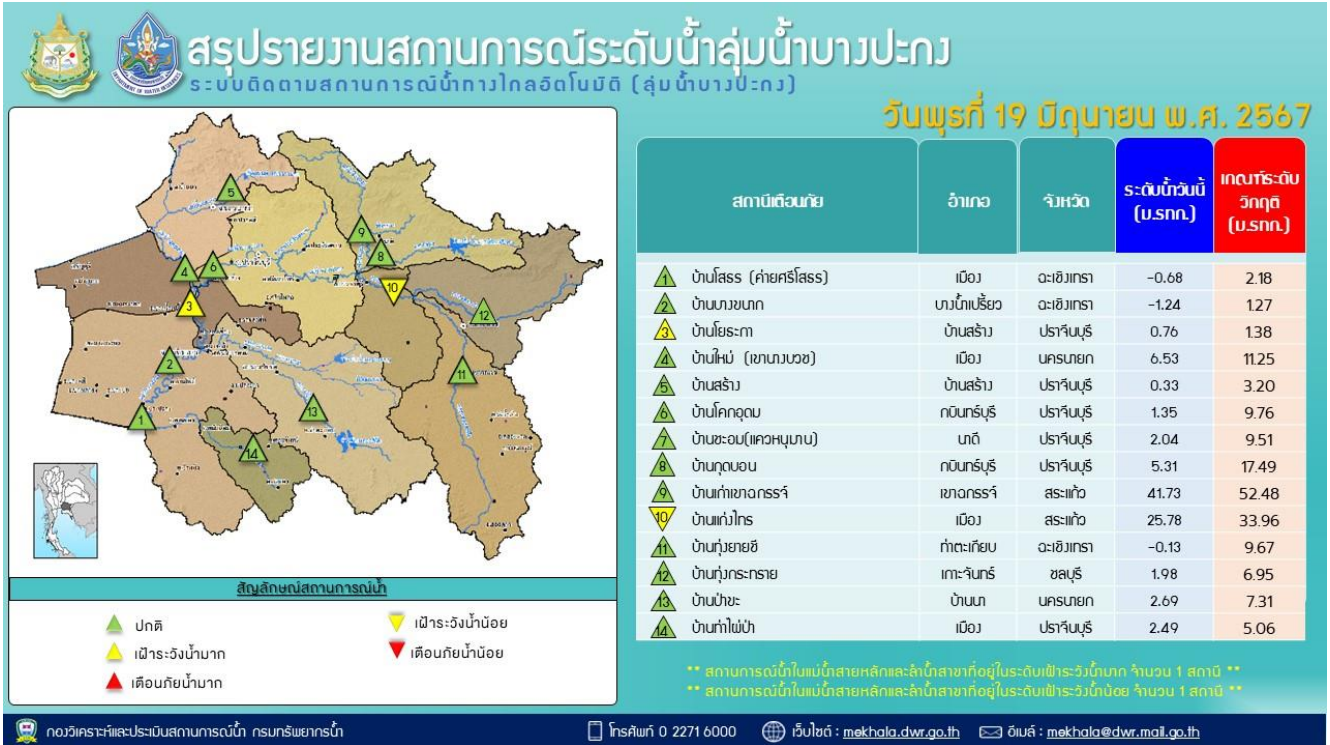 สรุปรายงานสถานการณ์ระดับน้ำลุ่มน้ำบางปะกง
ระบบติดตามสถานการณ์น้ำทางไกลอัตโนมัติ (ลุ่มน้ำบางปะกง)
วันพุธที่ 19 มิถุนายน พ.ศ. 2567
สถานีเตือนภัย อำเภอ จังหวัด ระดับน้ำวันนี้ (ม.รทก.) เกณฑ์ระดับวิกฤติ (ม.รทก.)
1 บ้านโสธร (ค่ายศรีโสธร) เมือง ฉะเชิงเทรา -0.68 2.18
2 บ้านบางขนาก บางน้ำเปรี้ยว ฉะเชิงเทรา -1.24 1.27
3 บ้านโยธะกา บ้านสร้าง ปราจีนบุรี 0.76 1.38
4 บ้านใหม่ (เขานางบวช) เมือง นครนายก 6.53 11.25
5 บ้านสร้าง บ้านสร้าง ปราจีนบุรี 0.33 3.20
6 บ้านโคกอุดม กบินทร์บุรี ปราจีนบุรี 1.35 9.76
7 บ้านชะอม(แควหนุมาน) นาดี ปราจีนบุรี 2.04 9.51
8 บ้านกุดบอน กบินทร์บุรี ปราจีนบุรี 5.31 17.49
9 บ้านเก่าเขาฉกรรจ์ เขาฉกรรจ์ สระแก้ว 41.73 52.48
10 บ้านแก่งไทร เมือง สระแก้ว 25.78 33.96
11 บ้านทุ่งยายชี ท่าตะเกียบ ฉะเชิงเทรา -0.13 9.67
12 บ้านทุ่งกระทราย เกาะจันทร์ ชลบุรี 1.98 6.95
13 บ้านป่าขะ บ้านนา นครนายก 2.69 7.31
14 บ้านท่าไผ่ป่า เมือง ปราจีนบุรี 2.49 5.06
5
9
8
4
6
10
3
12
2
11
13
1
14
สัญลักษณ์สถานการณ์น้ำ
ปกติ
เฝ้าระวังน้ำมาก
เตือนภัยน้ำมาก
เฝ้าระวังน้ำน้อย
เตือนภัยน้ำน้อย
** สถานการณ์น้ำในแม่น้ำสายหลักและลำน้ำสาขาที่อยู่ในระดับเฝ้าระวังน้ำมาก จำนวน 1 สถานี **
** สถานการณ์น้ำในแม่น้ำสายหลักและลำน้ำสาขาที่อยู่ในระดับเฝ้าระวังน้ำน้อย จำนวน 1 สถานี **
กองวิเคราะห์และประเมินสถานการณ์น้ำ กรมทรัพยากรน้ำ โทรศัพท์ 0 2271 6000 เว็บไซต์ : mekhala.dwr.go.th อีเมล์ : mekhala@dwr.mail.go.th